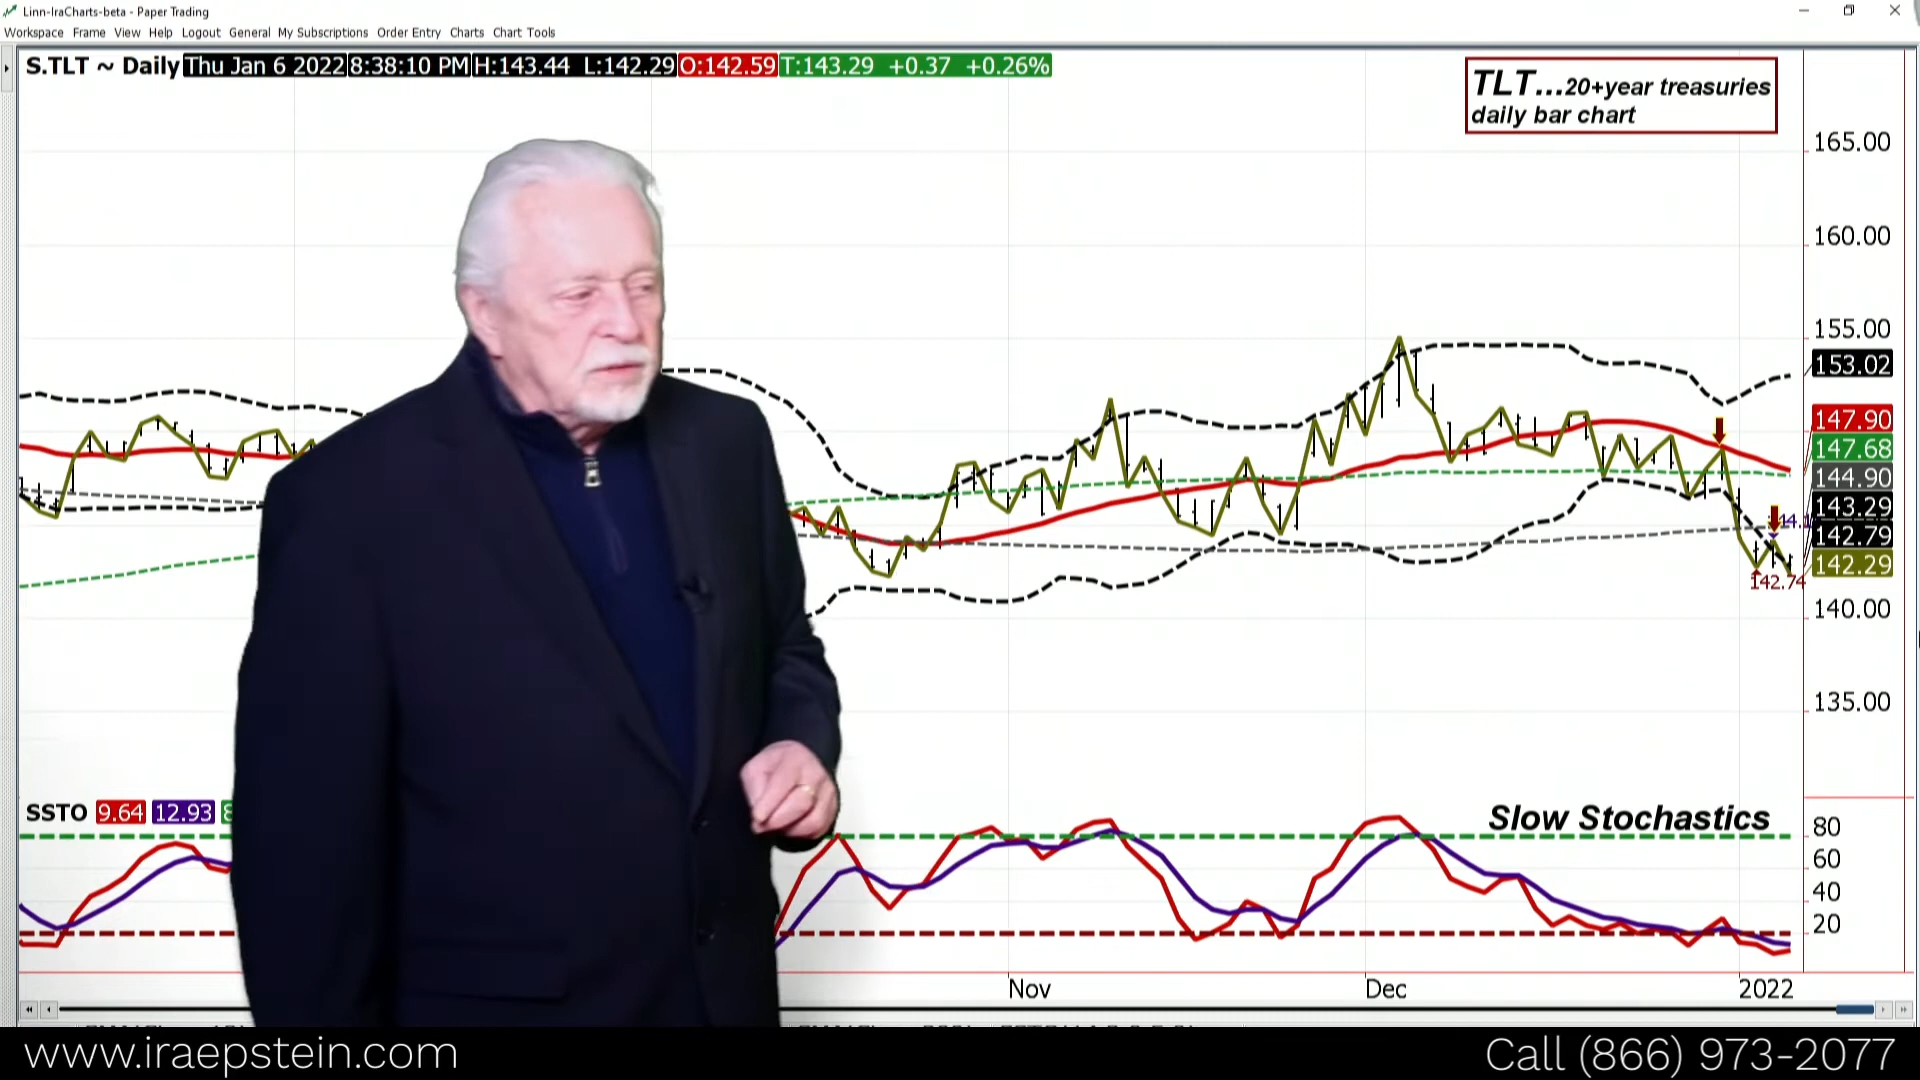 Linn-IraCharts-beta - Paper Trading
Workspace Frame View Help Logout General My Subscriptions Order Entry Charts Chart Tools
S.TLT ~ Daily Thu Jan 6 2022 8:38:10 PM H:143.44 L:142.29 O:142.59 T:143.29 +0.37 +0.26%
TLT...20+year treasuries
daily bar chart
165.00
160.00
155.00
153.02
147.90
147.68
144.90
143.29
142.79
142.29
142.74
140.00
135.00
SSTO 9.64 12.93
Slow Stochastics
80
60
40
20
Nov Dec 2022
www.iraepstein.com Call (866) 973-2077